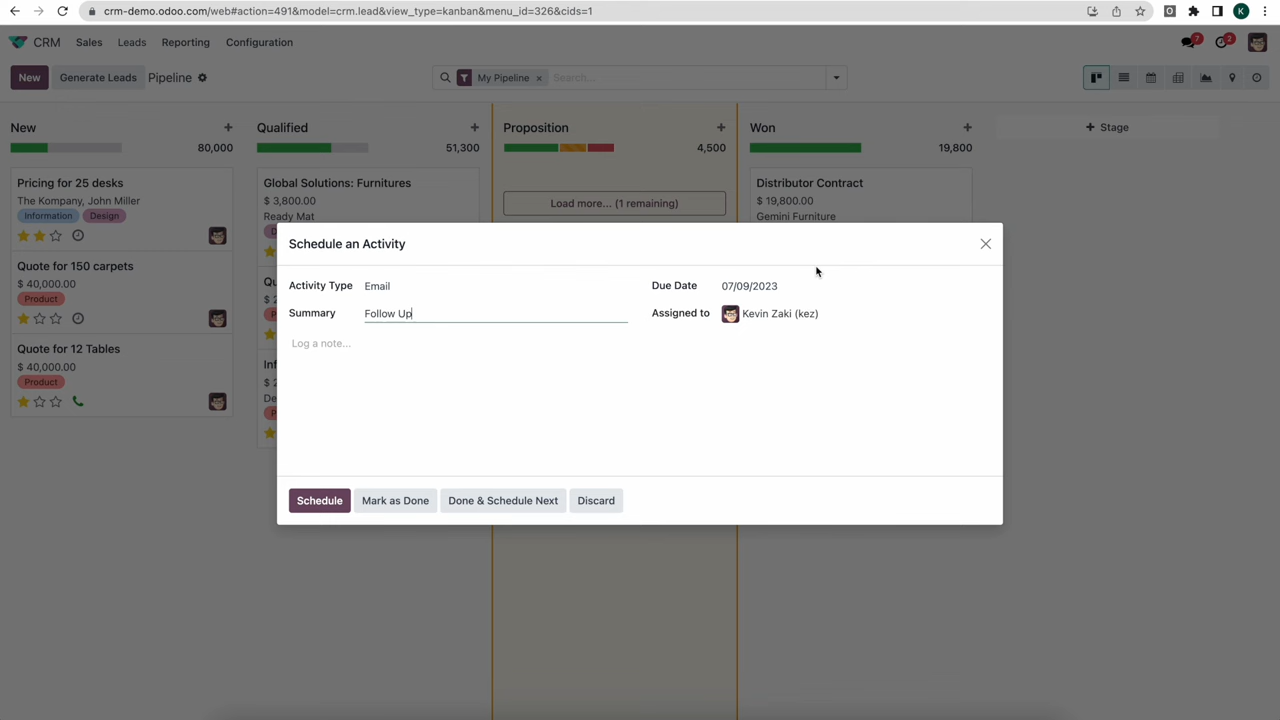 crm-demo.odoo.com/web#action=491&model=crm.lead&view_type=kanban&menu_id=326&cids=1
K
CRM Sales Leads Reporting Configuration
7 2
New Generate Leads Pipeline My Pipeline × Search...
New + Qualified + Proposition + Won + + Stage
80,000 51,300 4,500 19,800
Pricing for 25 desks
The Kompany, John Miller
Information Design
Quote for 150 carpets
$ 40,000.00
Product
Quote for 12 Tables
$ 40,000.00
Product
Global Solutions: Furnitures
$ 3,800.00
Ready Mat
Load more... (1 remaining)
Distributor Contract
$ 19,800.00
Gemini Furniture
Schedule an Activity
Activity Type Email
Due Date 07/09/2023
Summary Follow Up
Assigned to Kevin Zaki (kez)
Log a note...
Schedule Mark as Done Done & Schedule Next Discard